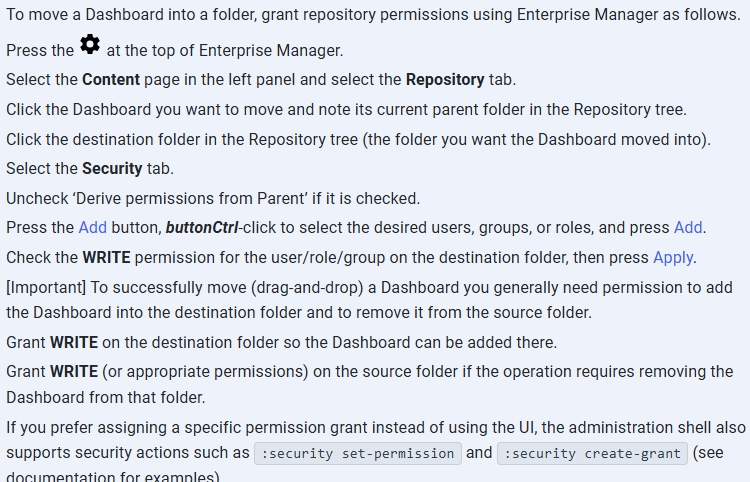 To move a Dashboard into a folder, grant repository permissions using Enterprise Manager as follows.
Press the at the top of Enterprise Manager.
Select the Content page in the left panel and select the Repository tab.
Click the Dashboard you want to move and note its current parent folder in the Repository tree.
Click the destination folder in the Repository tree (the folder you want the Dashboard moved into).
Select the Security tab.
Uncheck ‘Derive permissions from Parent’ if it is checked.
Press the Add button, buttonCtrl-click to select the desired users, groups, or roles, and press Add.
Check the WRITE permission for the user/role/group on the destination folder, then press Apply.
[Important] To successfully move (drag-and-drop) a Dashboard you generally need permission to add
the Dashboard into the destination folder and to remove it from the source folder.
Grant WRITE on the destination folder so the Dashboard can be added there.
Grant WRITE (or appropriate permissions) on the source folder if the operation requires removing the
Dashboard from that folder.
If you prefer assigning a specific permission grant instead of using the UI, the administration shell also
supports security actions such as :security set-permission and :security create-grant (see
documentation for examples)